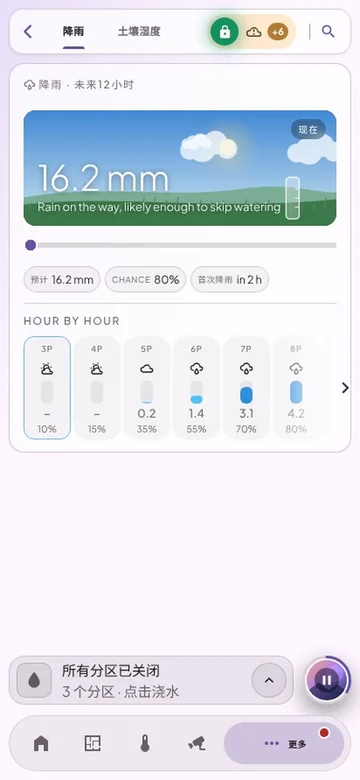 降雨
土壤湿度
+6
降雨 · 未来12小时
现在
16.2 mm
Rain on the way, likely enough to skip watering
预计 16.2 mm
CHANCE 80%
首次降雨 in 2 h
HOUR BY HOUR
3P 4P 5P 6P 7P 8P
– – 0.2 1.4 3.1 4.2
10% 15% 35% 55% 70% 80%
所有分区已关闭
3 个分区 · 点击浇水
更多